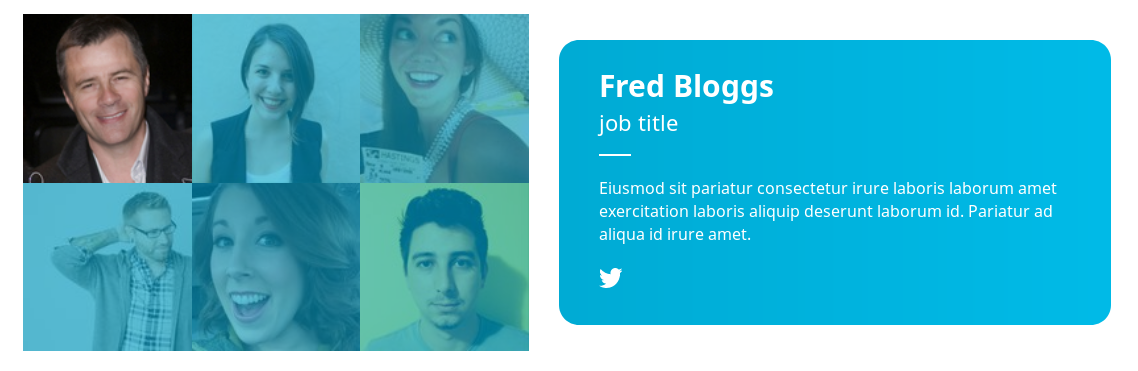 HASTINGS
Fred Bloggs
job title
Eiusmod sit pariatur consectetur irure laboris laborum amet
exercitation laboris aliquip deserunt laborum id. Pariatur ad
aliqua id irure amet.